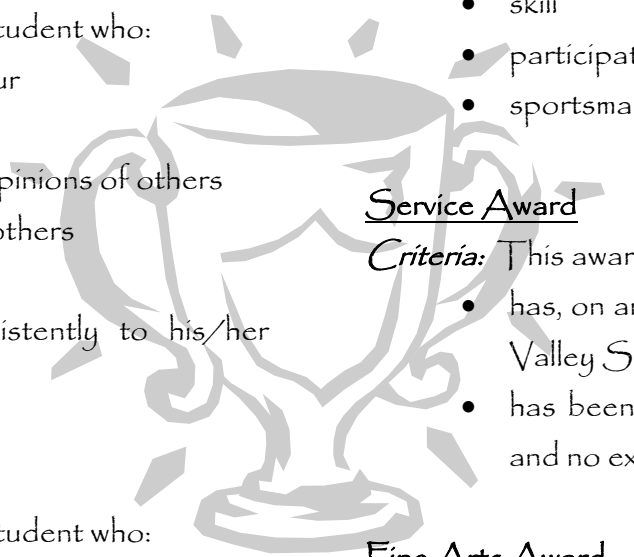 tudent who:
ur
pinions of others
others
istently to his/her
tudent who:
skill
participat
sportsma
Service Award
Criteria: This awar
has, on a
Valley S
has been
and no ex
Fine Arts Award